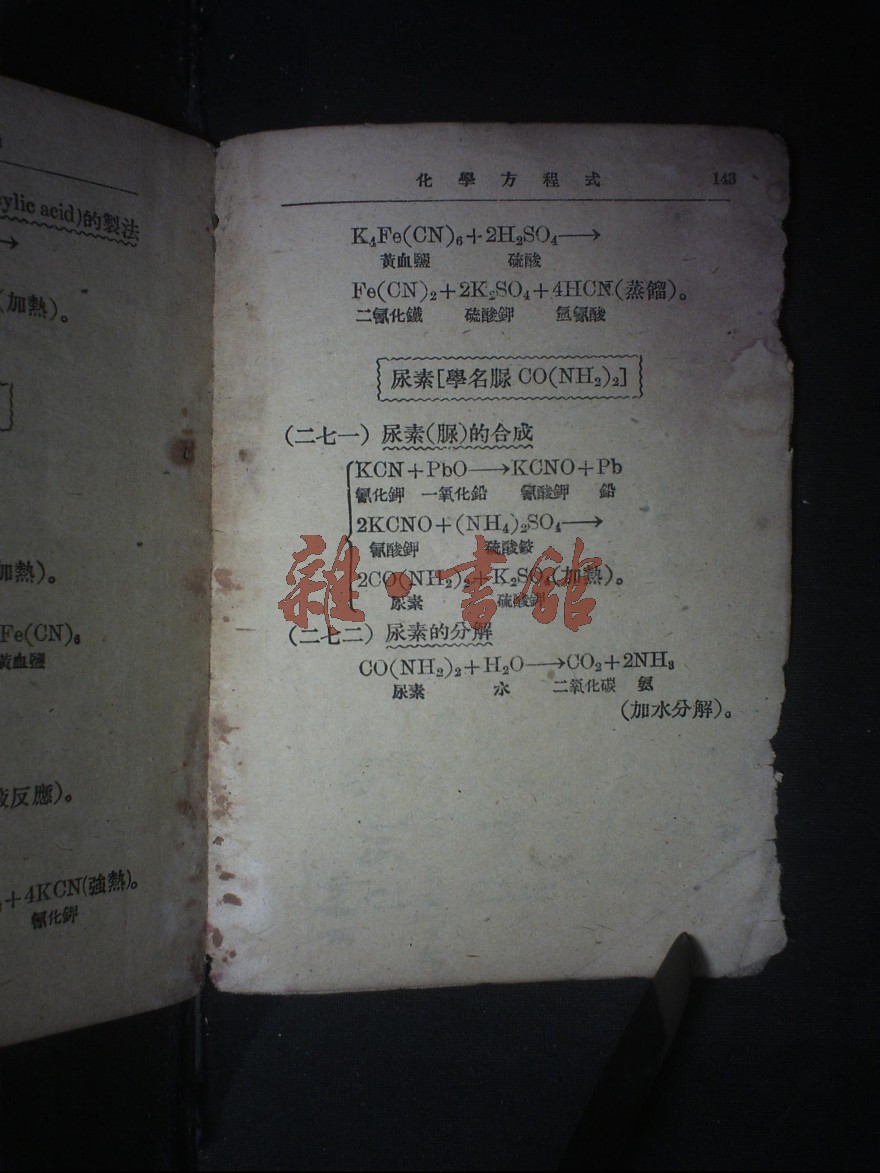 ylic acid)的製法
(加熱)。
加熱)。
Fe(CN)₆
黃血鹽
液反應)。
+4KCN(強熱)。
氰化鉀
化學方程式 143
K₄Fe(CN)₆+2H₂SO₄⟶
黃血鹽 硫酸
Fe(CN)₂+2K₂SO₄+4HCN(蒸餾)。
二氰化鐵 硫酸鉀 氫氰酸
尿素[學名脲 CO(NH₂)₂]
(二七一) 尿素(脲)的合成
KCN+PbO⟶KCNO+Pb
氰化鉀 一氧化鉛 氰酸鉀 鉛
2KCNO+(NH₄)₂SO₄⟶
氰酸鉀 硫酸銨
2CO(NH₂)₂+K₂SO₄(加熱)。
尿素 硫酸鉀
雜·書館
(二七二) 尿素的分解
CO(NH₂)₂+H₂O⟶CO₂+2NH₃
尿素 水 二氧化碳 氨
(加水分解)。